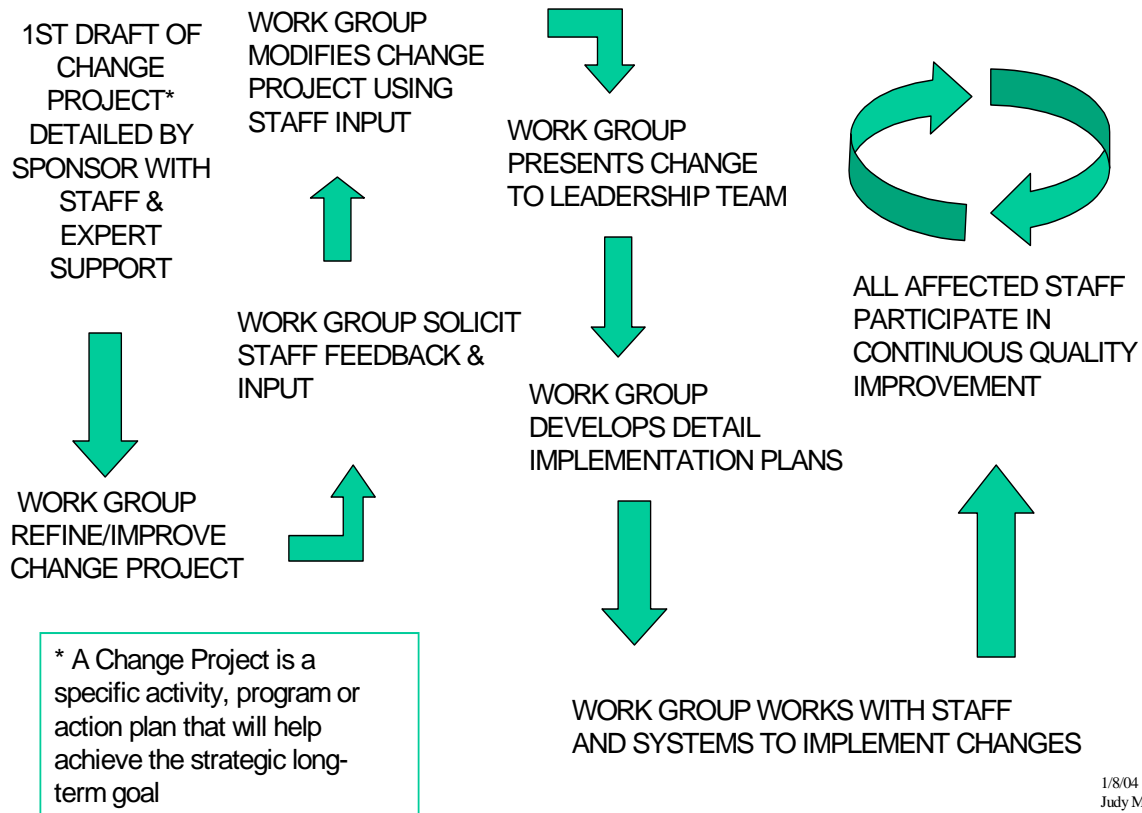 1ST DRAFT OF
CHANGE
PROJECT*
DETAILED BY
SPONSOR WITH
STAFF &
EXPERT
SUPPORT
WORK GROUP
REFINE/IMPROVE
CHANGE PROJECT
WORK GROUP SOLICIT
STAFF FEEDBACK &
INPUT
WORK GROUP
MODIFIES CHANGE
PROJECT USING
STAFF INPUT
WORK GROUP
PRESENTS CHANGE
TO LEADERSHIP TEAM
WORK GROUP
DEVELOPS DETAIL
IMPLEMENTATION PLANS
WORK GROUP WORKS WITH STAFF
AND SYSTEMS TO IMPLEMENT CHANGES
ALL AFFECTED STAFF
PARTICIPATE IN
CONTINUOUS QUALITY
IMPROVEMENT
* A Change Project is a
specific activity, program or
action plan that will help
achieve the strategic long-
term goal
1/8/04
Judy M